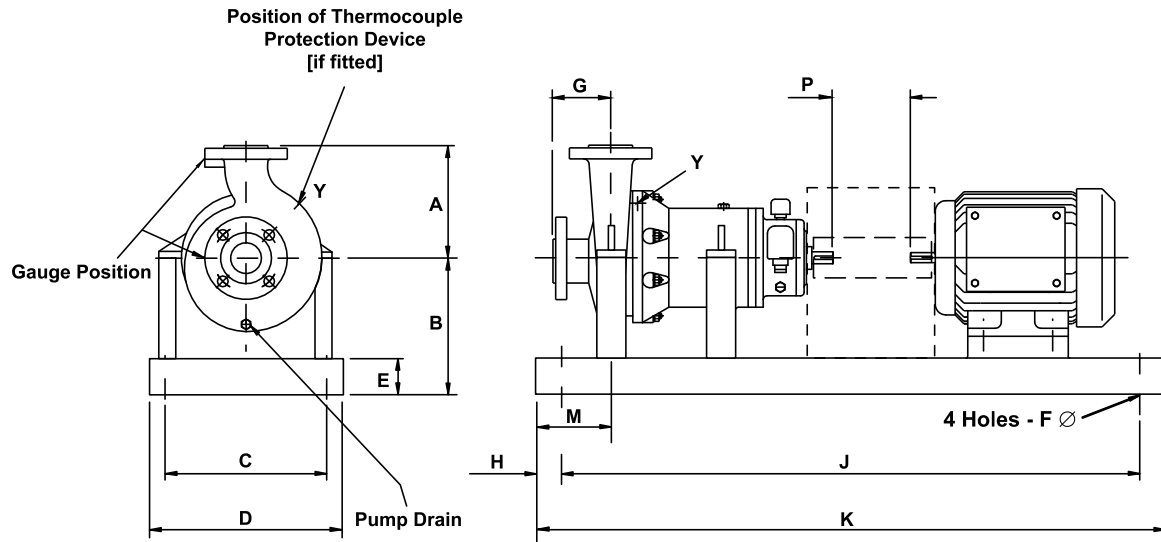 Position of Thermocouple
Protection Device
[if fitted]
G
P
Y
Y
A
Gauge Position
B
E
M
4 Holes - F ∅
C
H
J
D
Pump Drain
K